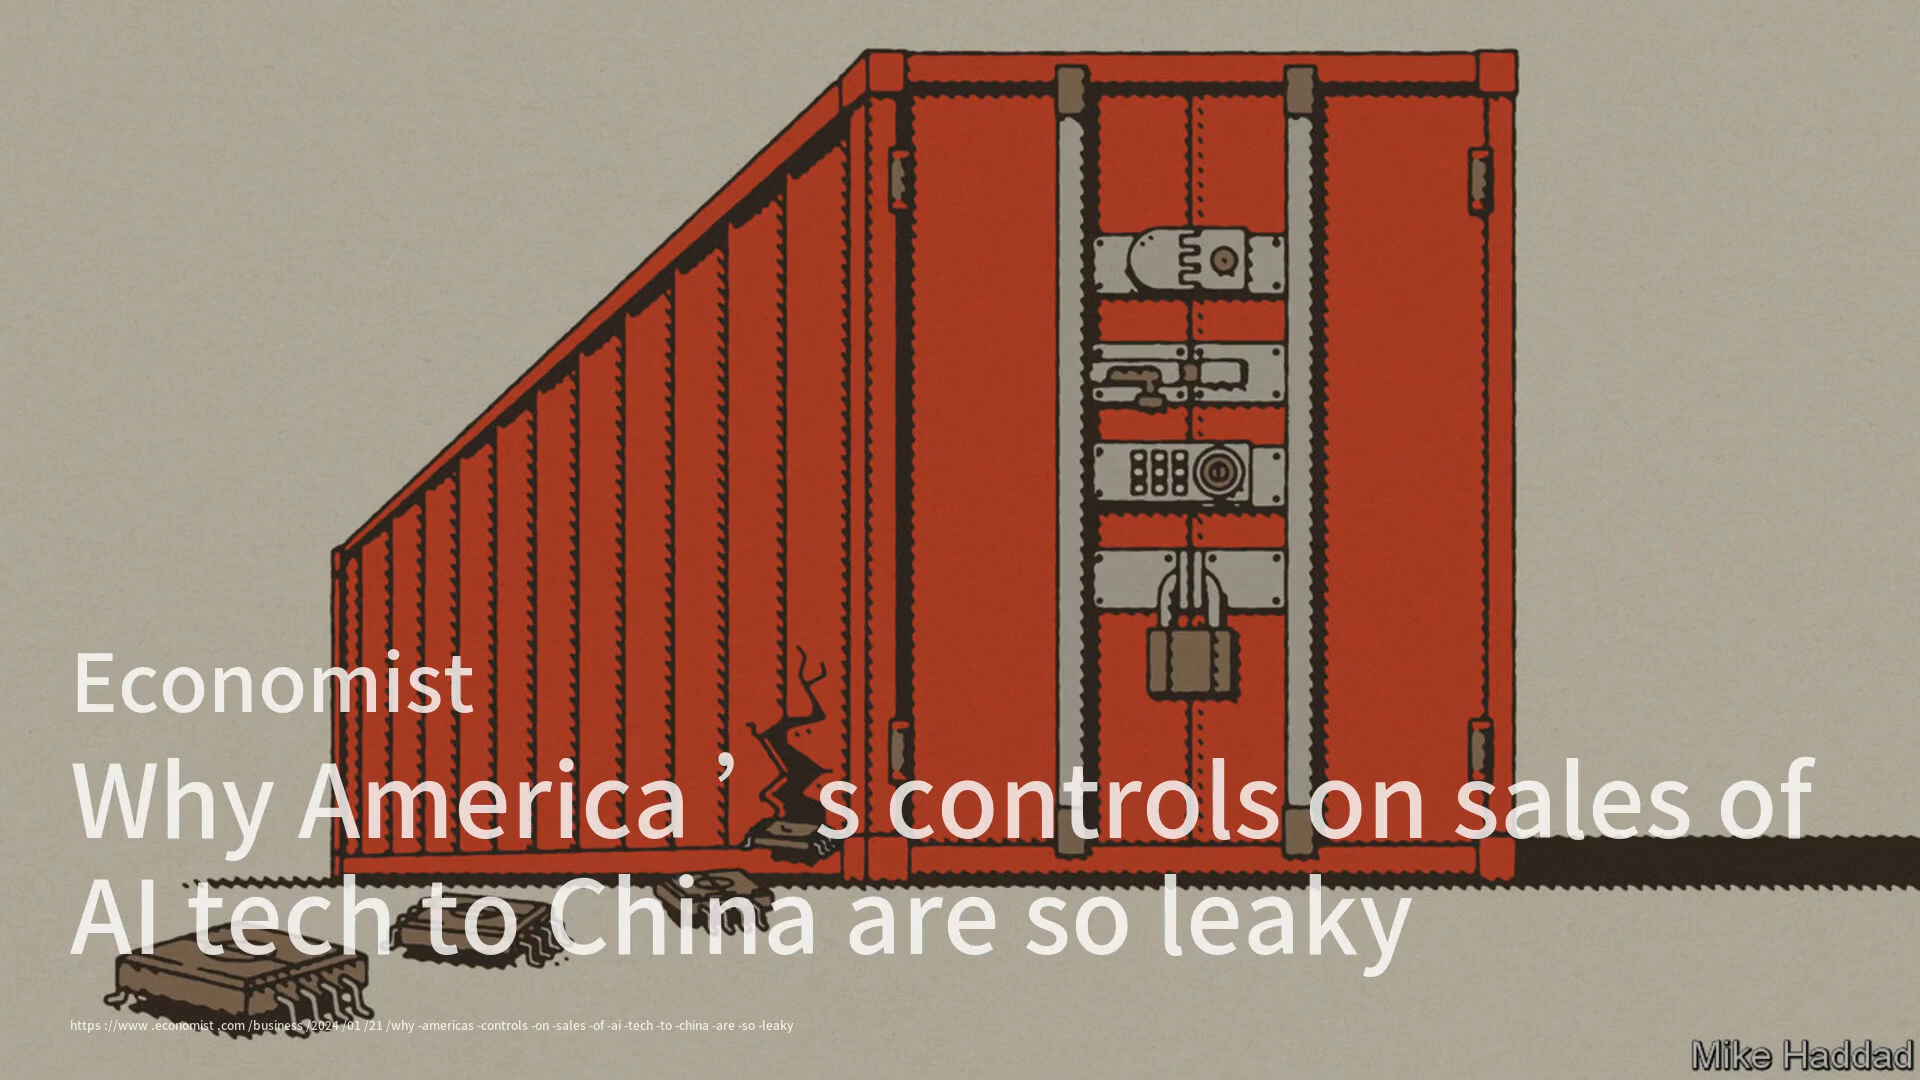 Economist
Why America’s controls on sales of
AI tech to China are so leaky
https://www.economist.com/business/2024/01/21/why-americas-controls-on-sales-of-ai-tech-to-china-are-so-leaky
Mike Haddad